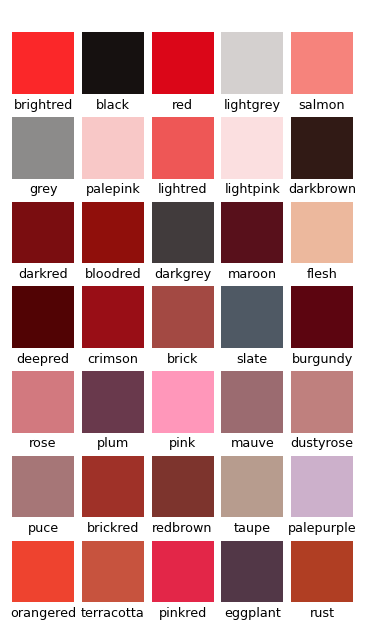 brightred black red lightgrey salmon
grey palepink lightred lightpink darkbrown
darkred bloodred darkgrey maroon flesh
deepred crimson brick slate burgundy
rose plum pink mauve dustyrose
puce brickred redbrown taupe palepurple
orangered terracotta pinkred eggplant rust